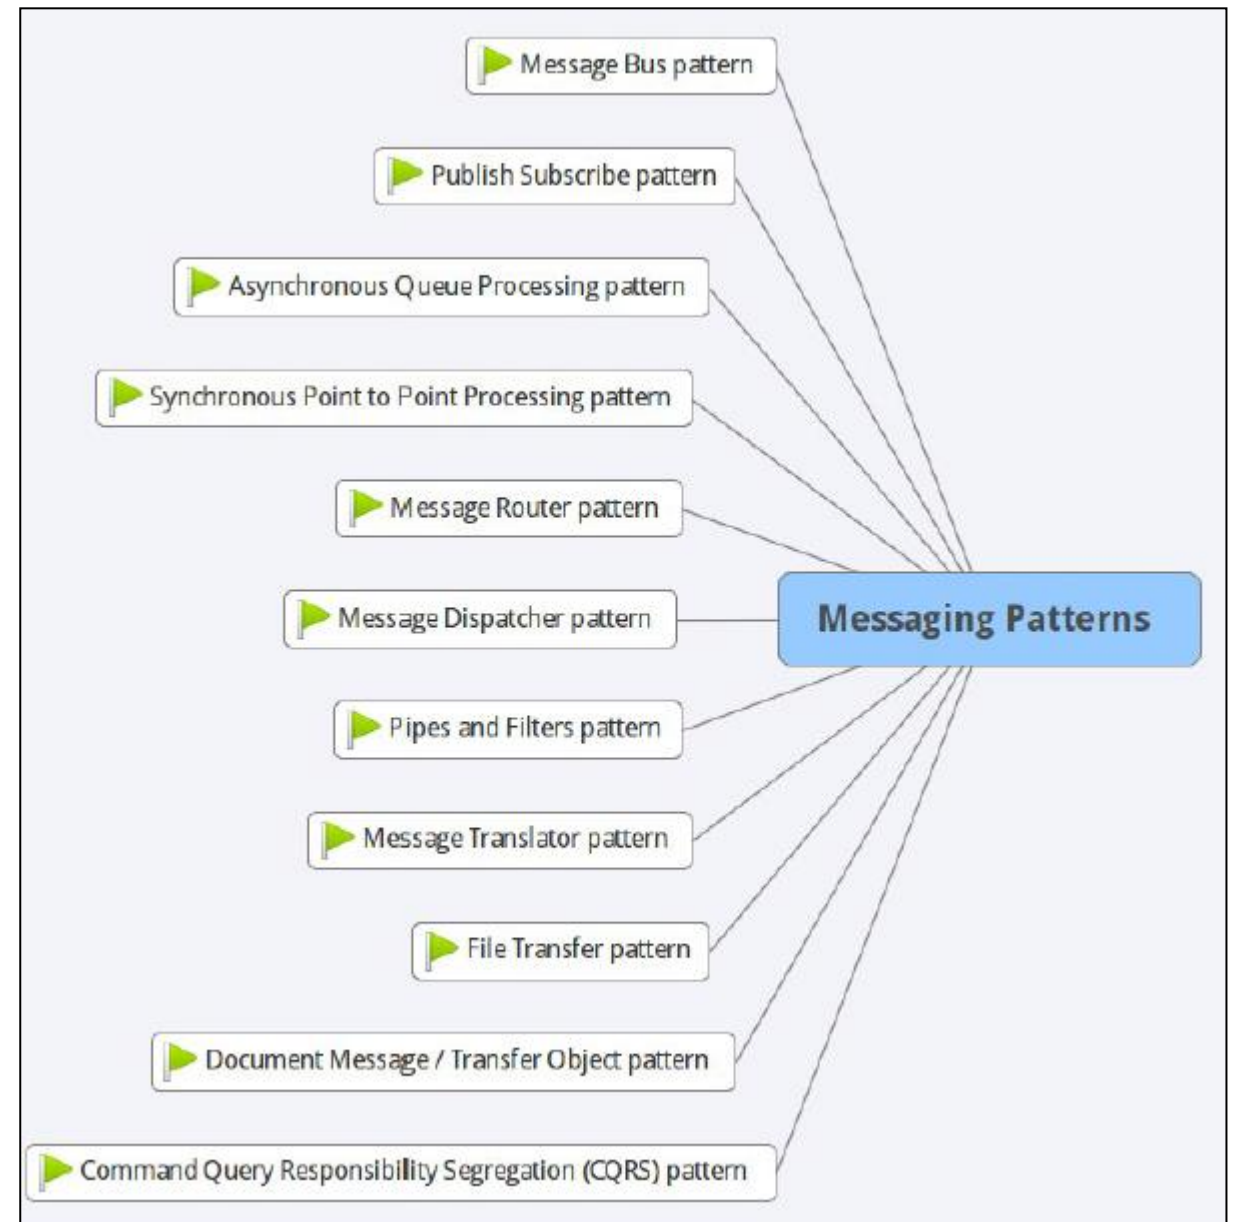 Message Bus pattern
Publish Subscribe pattern
Asynchronous Queue Processing pattern
Synchronous Point to Point Processing pattern
Message Router pattern
Message Dispatcher pattern
Messaging Patterns
Pipes and Filters pattern
Message Translator pattern
File Transfer pattern
Document Message / Transfer Object pattern
Command Query Responsibility Segregation (CQRS) pattern